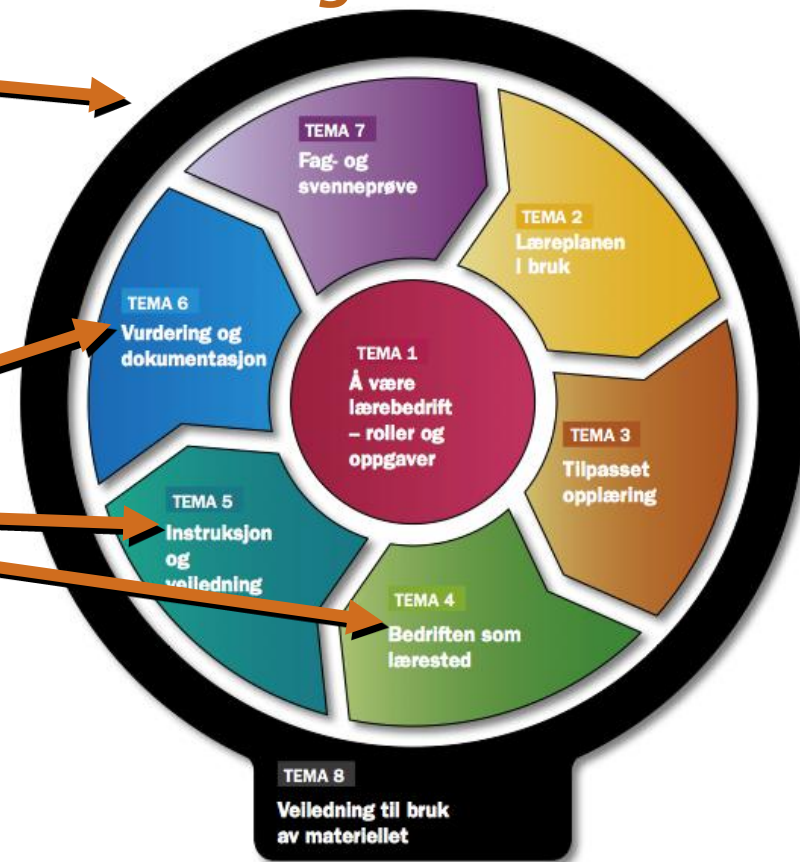 TEMA 7
Fag- og
svenneprøve
TEMA 2
Læreplanen
I bruk
TEMA 6
Vurdering og
dokumentasjon
TEMA 1
Å være
lærebedrift
– roller og
oppgaver
TEMA 3
Tilpasset
opplæring
TEMA 5
Instruksjon
og
veiledning
TEMA 4
Bedriften som
lærested
TEMA 8
Veiledning til bruk
av materiellet